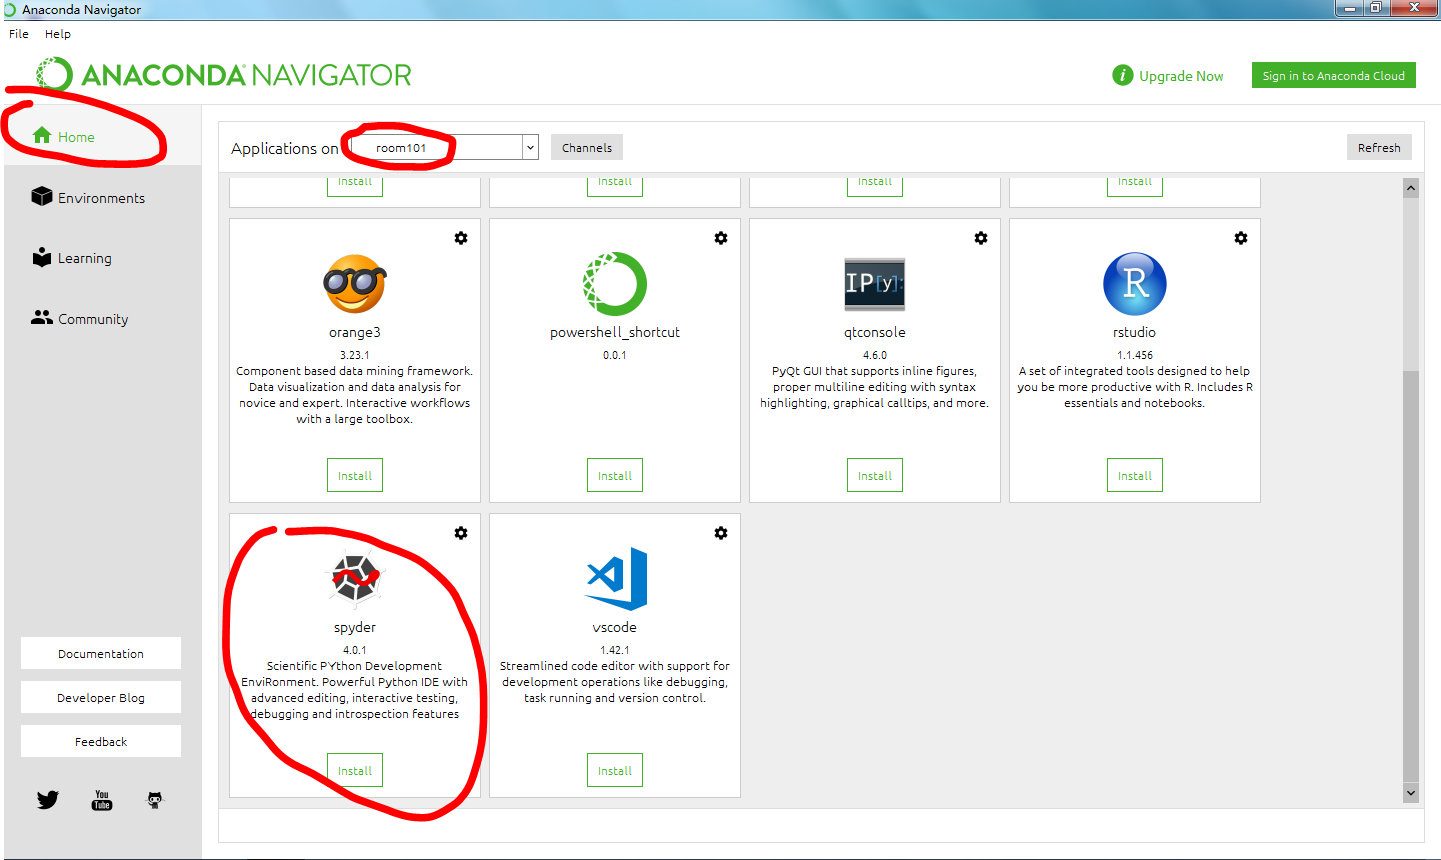 Anaconda Navigator
File Help
ANACONDA NAVIGATOR
i Upgrade Now
Sign in to Anaconda Cloud
Home
Environments
Learning
Community
Documentation
Developer Blog
Feedback
You
Tube
Applications on room101
Channels
Refresh
Install Install Install Install
orange3
3.23.1
Component based data mining framework.
Data visualization and data analysis for
novice and expert. Interactive workflows
with a large toolbox.
Install
powershell_shortcut
0.0.1
Install
IP[y]:
qtconsole
4.6.0
PyQt GUI that supports inline figures,
proper multiline editing with syntax
highlighting, graphical calltips, and more.
Install
R
rstudio
1.1.456
A set of integrated tools designed to help
you be more productive with R. Includes R
essentials and notebooks.
Install
spyder
4.0.1
Scientific PYthon Development
EnviRonment. Powerful Python IDE with
advanced editing, interactive testing,
debugging and introspection features
Install
vscode
1.42.1
Streamlined code editor with support for
development operations like debugging,
task running and version control.
Install